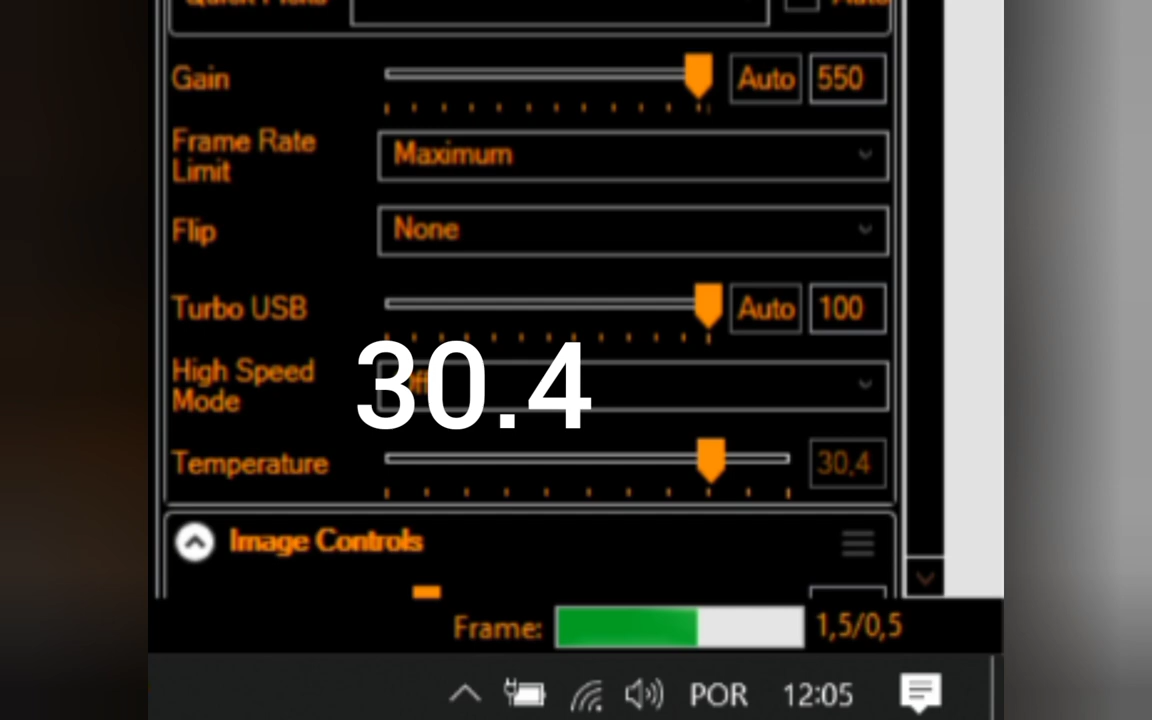 Gain Auto 550
Frame Rate
Limit
Maximum
Flip None
Turbo USB Auto 100
High Speed
Mode
30.4
Temperature 30,4
Image Controls
Frame: 1,5/0,5
POR 12:05